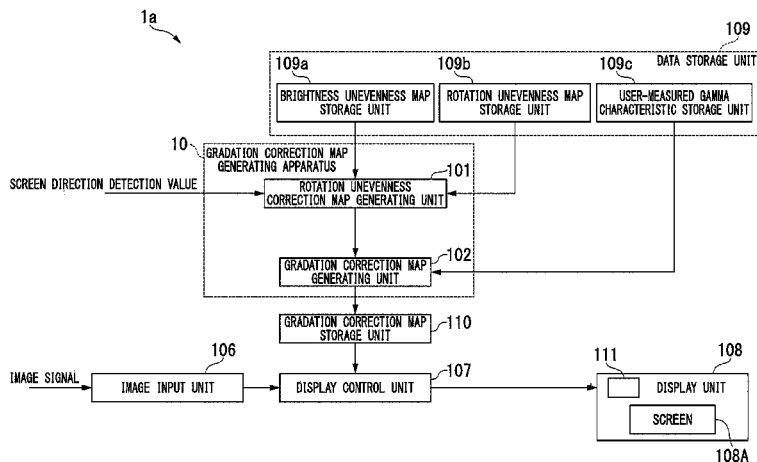 1a
109
DATA STORAGE UNIT
109a
109b
109c
BRIGHTNESS UNEVENNESS MAP
STORAGE UNIT
ROTATION UNEVENNESS MAP
STORAGE UNIT
USER-MEASURED GAMMA
CHARACTERISTIC STORAGE UNIT
10
GRADATION CORRECTION MAP
GENERATING APPARATUS
101
SCREEN DIRECTION DETECTION VALUE
ROTATION UNEVENNESS
CORRECTION MAP GENERATING UNIT
102
GRADATION CORRECTION MAP
GENERATING UNIT
GRADATION CORRECTION MAP
STORAGE UNIT
110
106
107
111
108
IMAGE SIGNAL
IMAGE INPUT UNIT
DISPLAY CONTROL UNIT
DISPLAY UNIT
SCREEN
108A